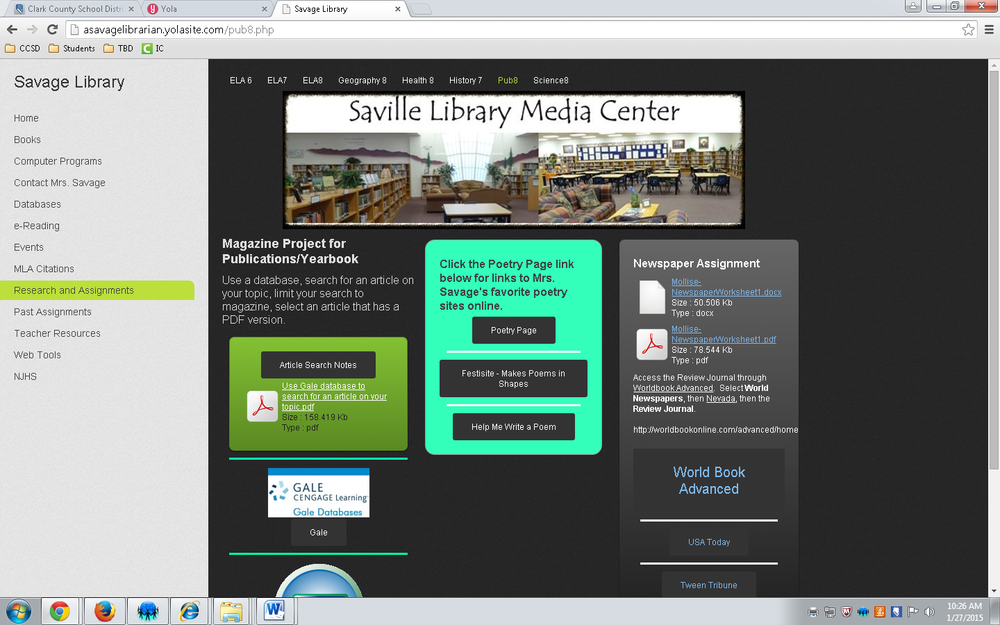 Clark County School Distri
Yola
Savage Library
asavagelibrarian.yolasite.com/pub8.php
CCSD
Students
TBD
IC
Savage Library
Home
Books
Computer Programs
Contact Mrs. Savage
Databases
e-Reading
Events
MLA Citations
Research and Assignments
Past Assignments
Teacher Resources
Web Tools
NJHS
ELA 6 ELA7 ELA8 Geography 8 Health 8 History 7 Pub8 Science8
Saville Library Media Center
Magazine Project for
Publications/Yearbook
Use a database, search for an article on
your topic, limit your search to
magazine, select an article that has a
PDF version.
Article Search Notes
Use Gale database to
search for an article on your
topic.pdf
Size : 158.419 Kb
Type : pdf
GALE
CENGAGE Learning™
Gale Databases
Gale
Click the Poetry Page link
below for links to Mrs.
Savage's favorite poetry
sites online.
Poetry Page
Festisite - Makes Poems in
Shapes
Help Me Write a Poem
Newspaper Assignment
Mollise-
NewspaperWorksheet1.docx
Size : 50.506 Kb
Type : docx
Mollise-
NewspaperWorksheet1.pdf
Size : 78.544 Kb
Type : pdf
Access the Review Journal through
Worldbook Advanced. Select World
Newspapers, then Nevada, then the
Review Journal.
http://worldbookonline.com/advanced/home
World Book
Advanced
USA Today
Tween Tribune
10:26 AM
1/27/2015